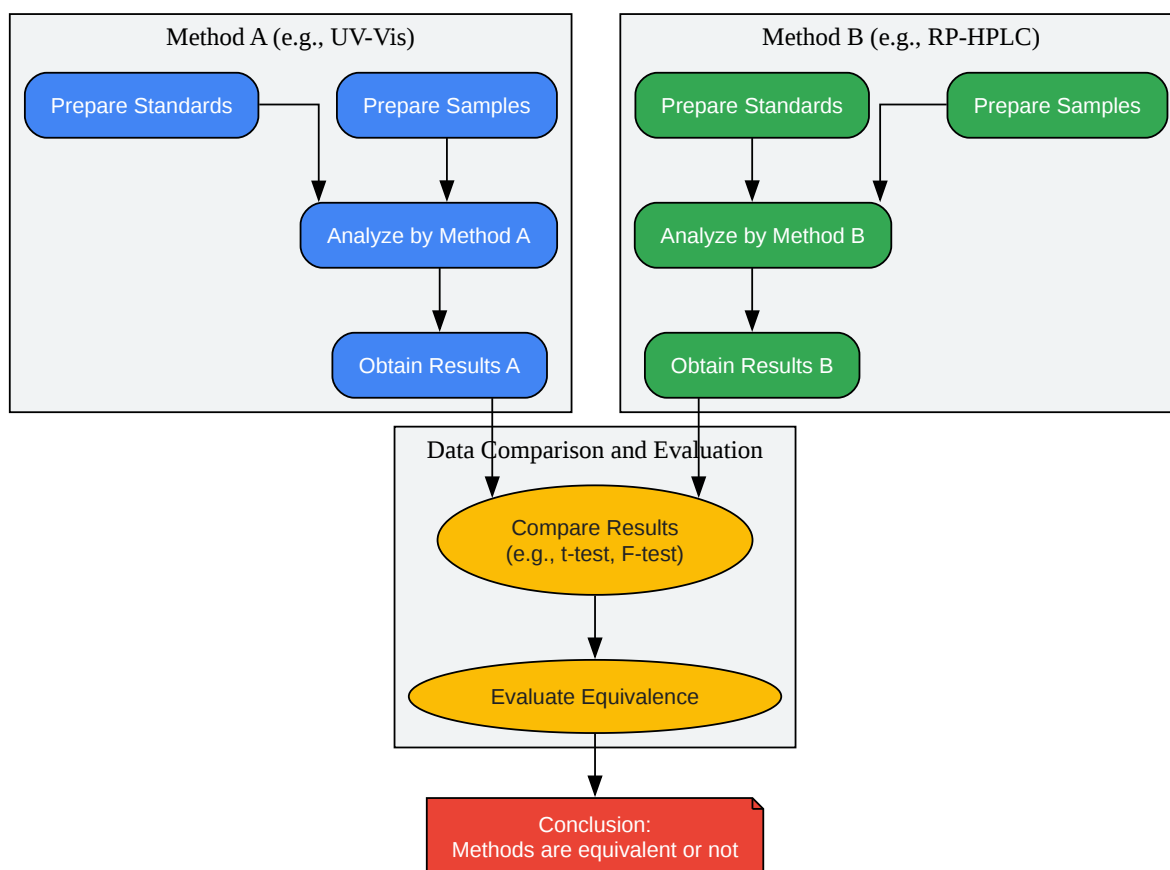 Method A (e.g., UV-Vis)
Prepare Standards
Prepare Samples
Analyze by Method A
Obtain Results A
Method B (e.g., RP-HPLC)
Prepare Standards
Prepare Samples
Analyze by Method B
Obtain Results B
Data Comparison and Evaluation
Compare Results
(e.g., t-test, F-test)
Evaluate Equivalence
Conclusion:
Methods are equivalent or not